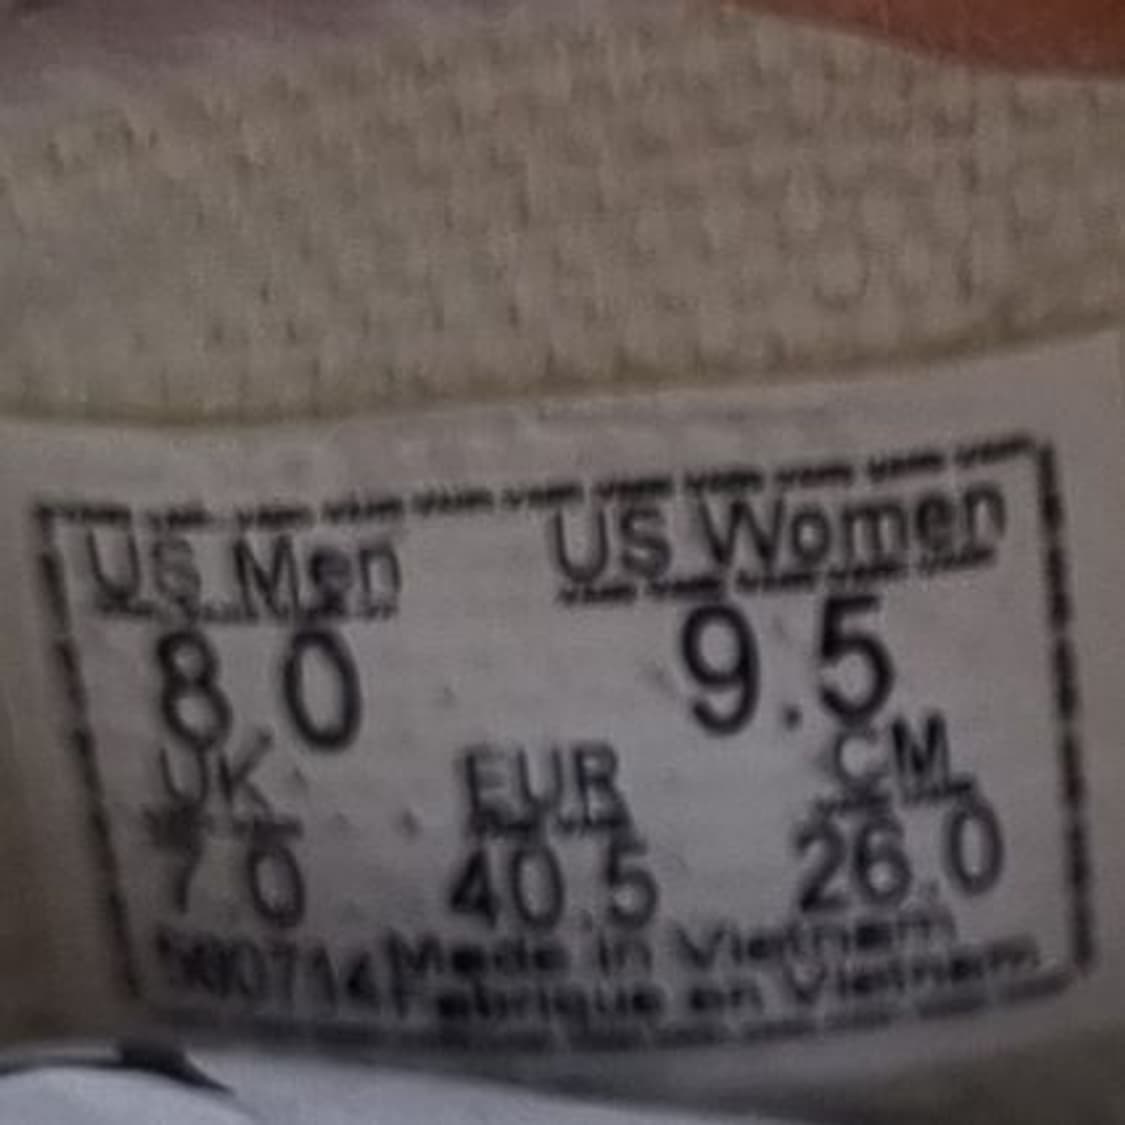 US Men US Women
8.0 9.5
UK EUR CM
7.0 40.5 26.0
Made in Vietnam
Fabrique en Vietnam